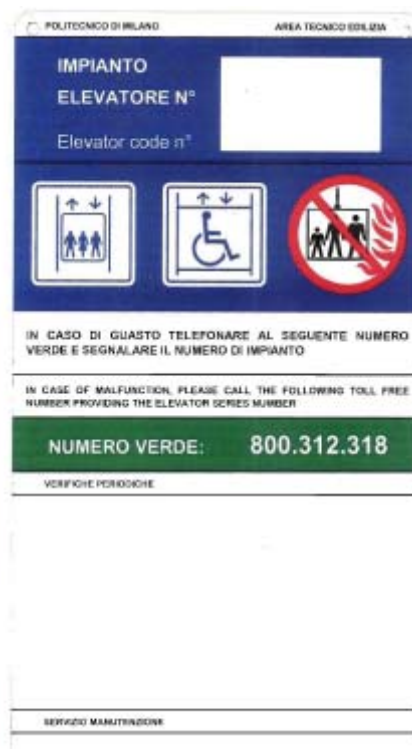 POLITECNICO DI MILANO AREA TECNICO EDILIZIA
IMPIANTO
ELEVATORE N°
Elevator code n°
IN CASO DI GUASTO TELEFONARE AL SEGUENTE NUMERO
VERDE E SEGNALARE IL NUMERO DI IMPIANTO
IN CASE OF MALFUNCTION, PLEASE CALL THE FOLLOWING TOLL FREE
NUMBER PROVIDING THE ELEVATOR SERIES NUMBER
NUMERO VERDE: 800.312.318
VERIFICHE PERIODICHE
SERVIZIO MANUTENZIONE